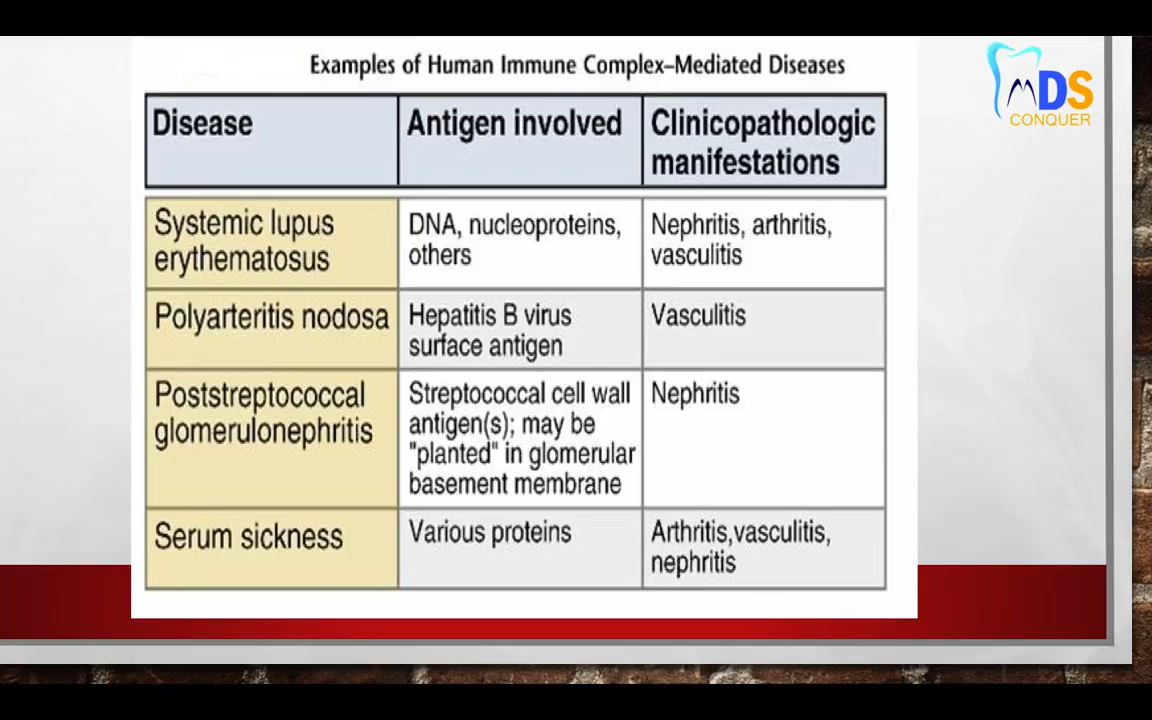 Examples of Human Immune Complex–Mediated Diseases
MDS
CONQUER
Disease
Antigen involved
Clinicopathologic
manifestations
Systemic lupus
erythematosus
DNA, nucleoproteins,
others
Nephritis, arthritis,
vasculitis
Polyarteritis nodosa
Hepatitis B virus
surface antigen
Vasculitis
Poststreptococcal
glomerulonephritis
Streptococcal cell wall
antigen(s); may be
"planted" in glomerular
basement membrane
Nephritis
Serum sickness
Various proteins
Arthritis,vasculitis,
nephritis